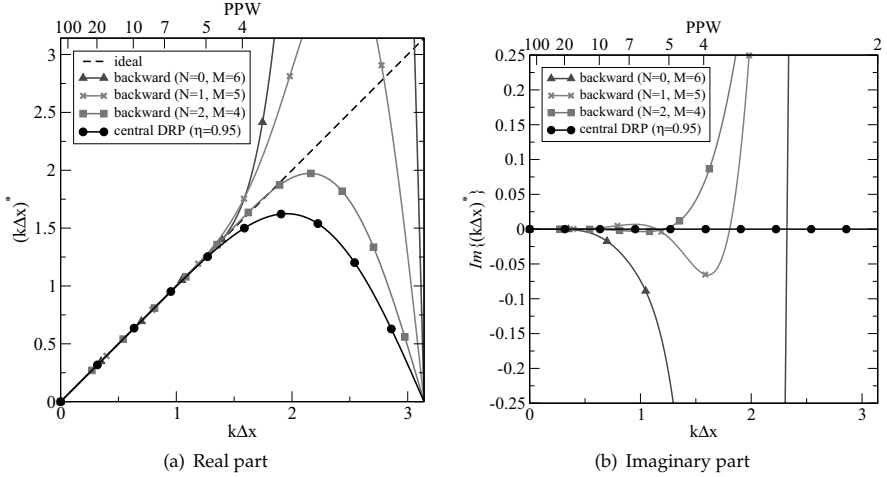 PPW
100 20 10 7 5 4
3
2.5
2
1.5
1
0.5
0
(kΔx)*
ideal
backward (N=0, M=6)
backward (N=1, M=5)
backward (N=2, M=4)
central DRP (η=0.95)
0 1 2 3
kΔx
(a) Real part
PPW
100 20 10 7 5 4 2
0.25
0.2
0.15
0.1
0.05
0
-0.05
-0.1
-0.15
-0.2
-0.25
Im{(kΔx)*}
backward (N=0, M=6)
backward (N=1, M=5)
backward (N=2, M=4)
central DRP (η=0.95)
0 1 2 3
kΔx
(b) Imaginary part